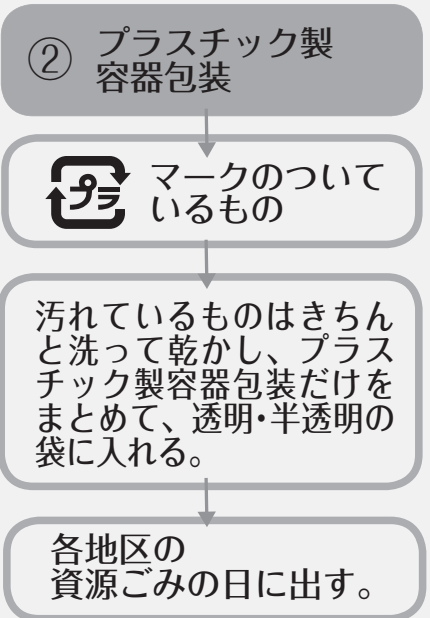 ② プラスチック製
容器包装
プラ マークのついて
いるもの
汚れているものはきちん
と洗って乾かし、プラス
チック製容器包装だけを
まとめて、透明・半透明の
袋に入れる。
各地区の
資源ごみの日に出す。